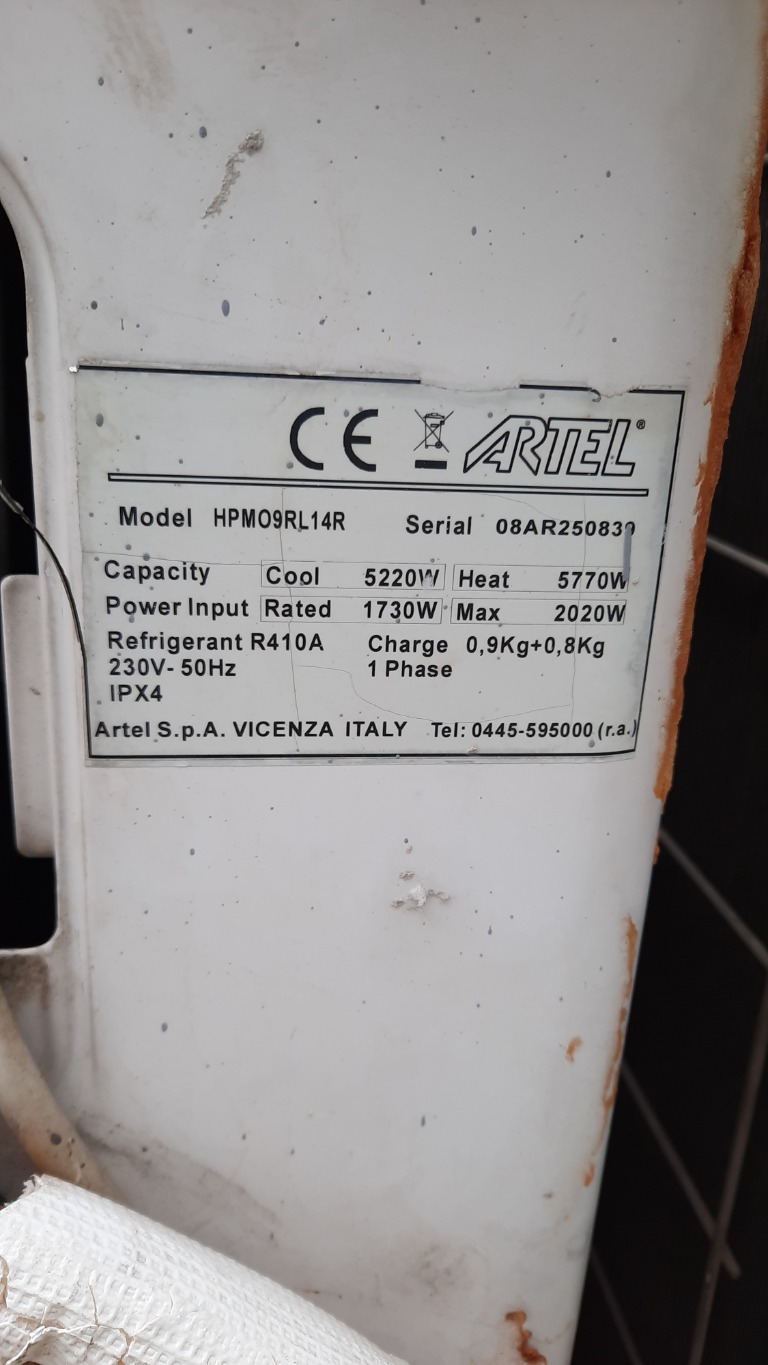 CE ARTEL®
Model HPMO9RL14R Serial 08AR250839
Capacity Cool 5220W Heat 5770W
Power Input Rated 1730W Max 2020W
Refrigerant R410A Charge 0,9Kg+0,8Kg
230V- 50Hz 1 Phase
IPX4
Artel S.p.A. VICENZA ITALY Tel: 0445-595000 (r.a.)